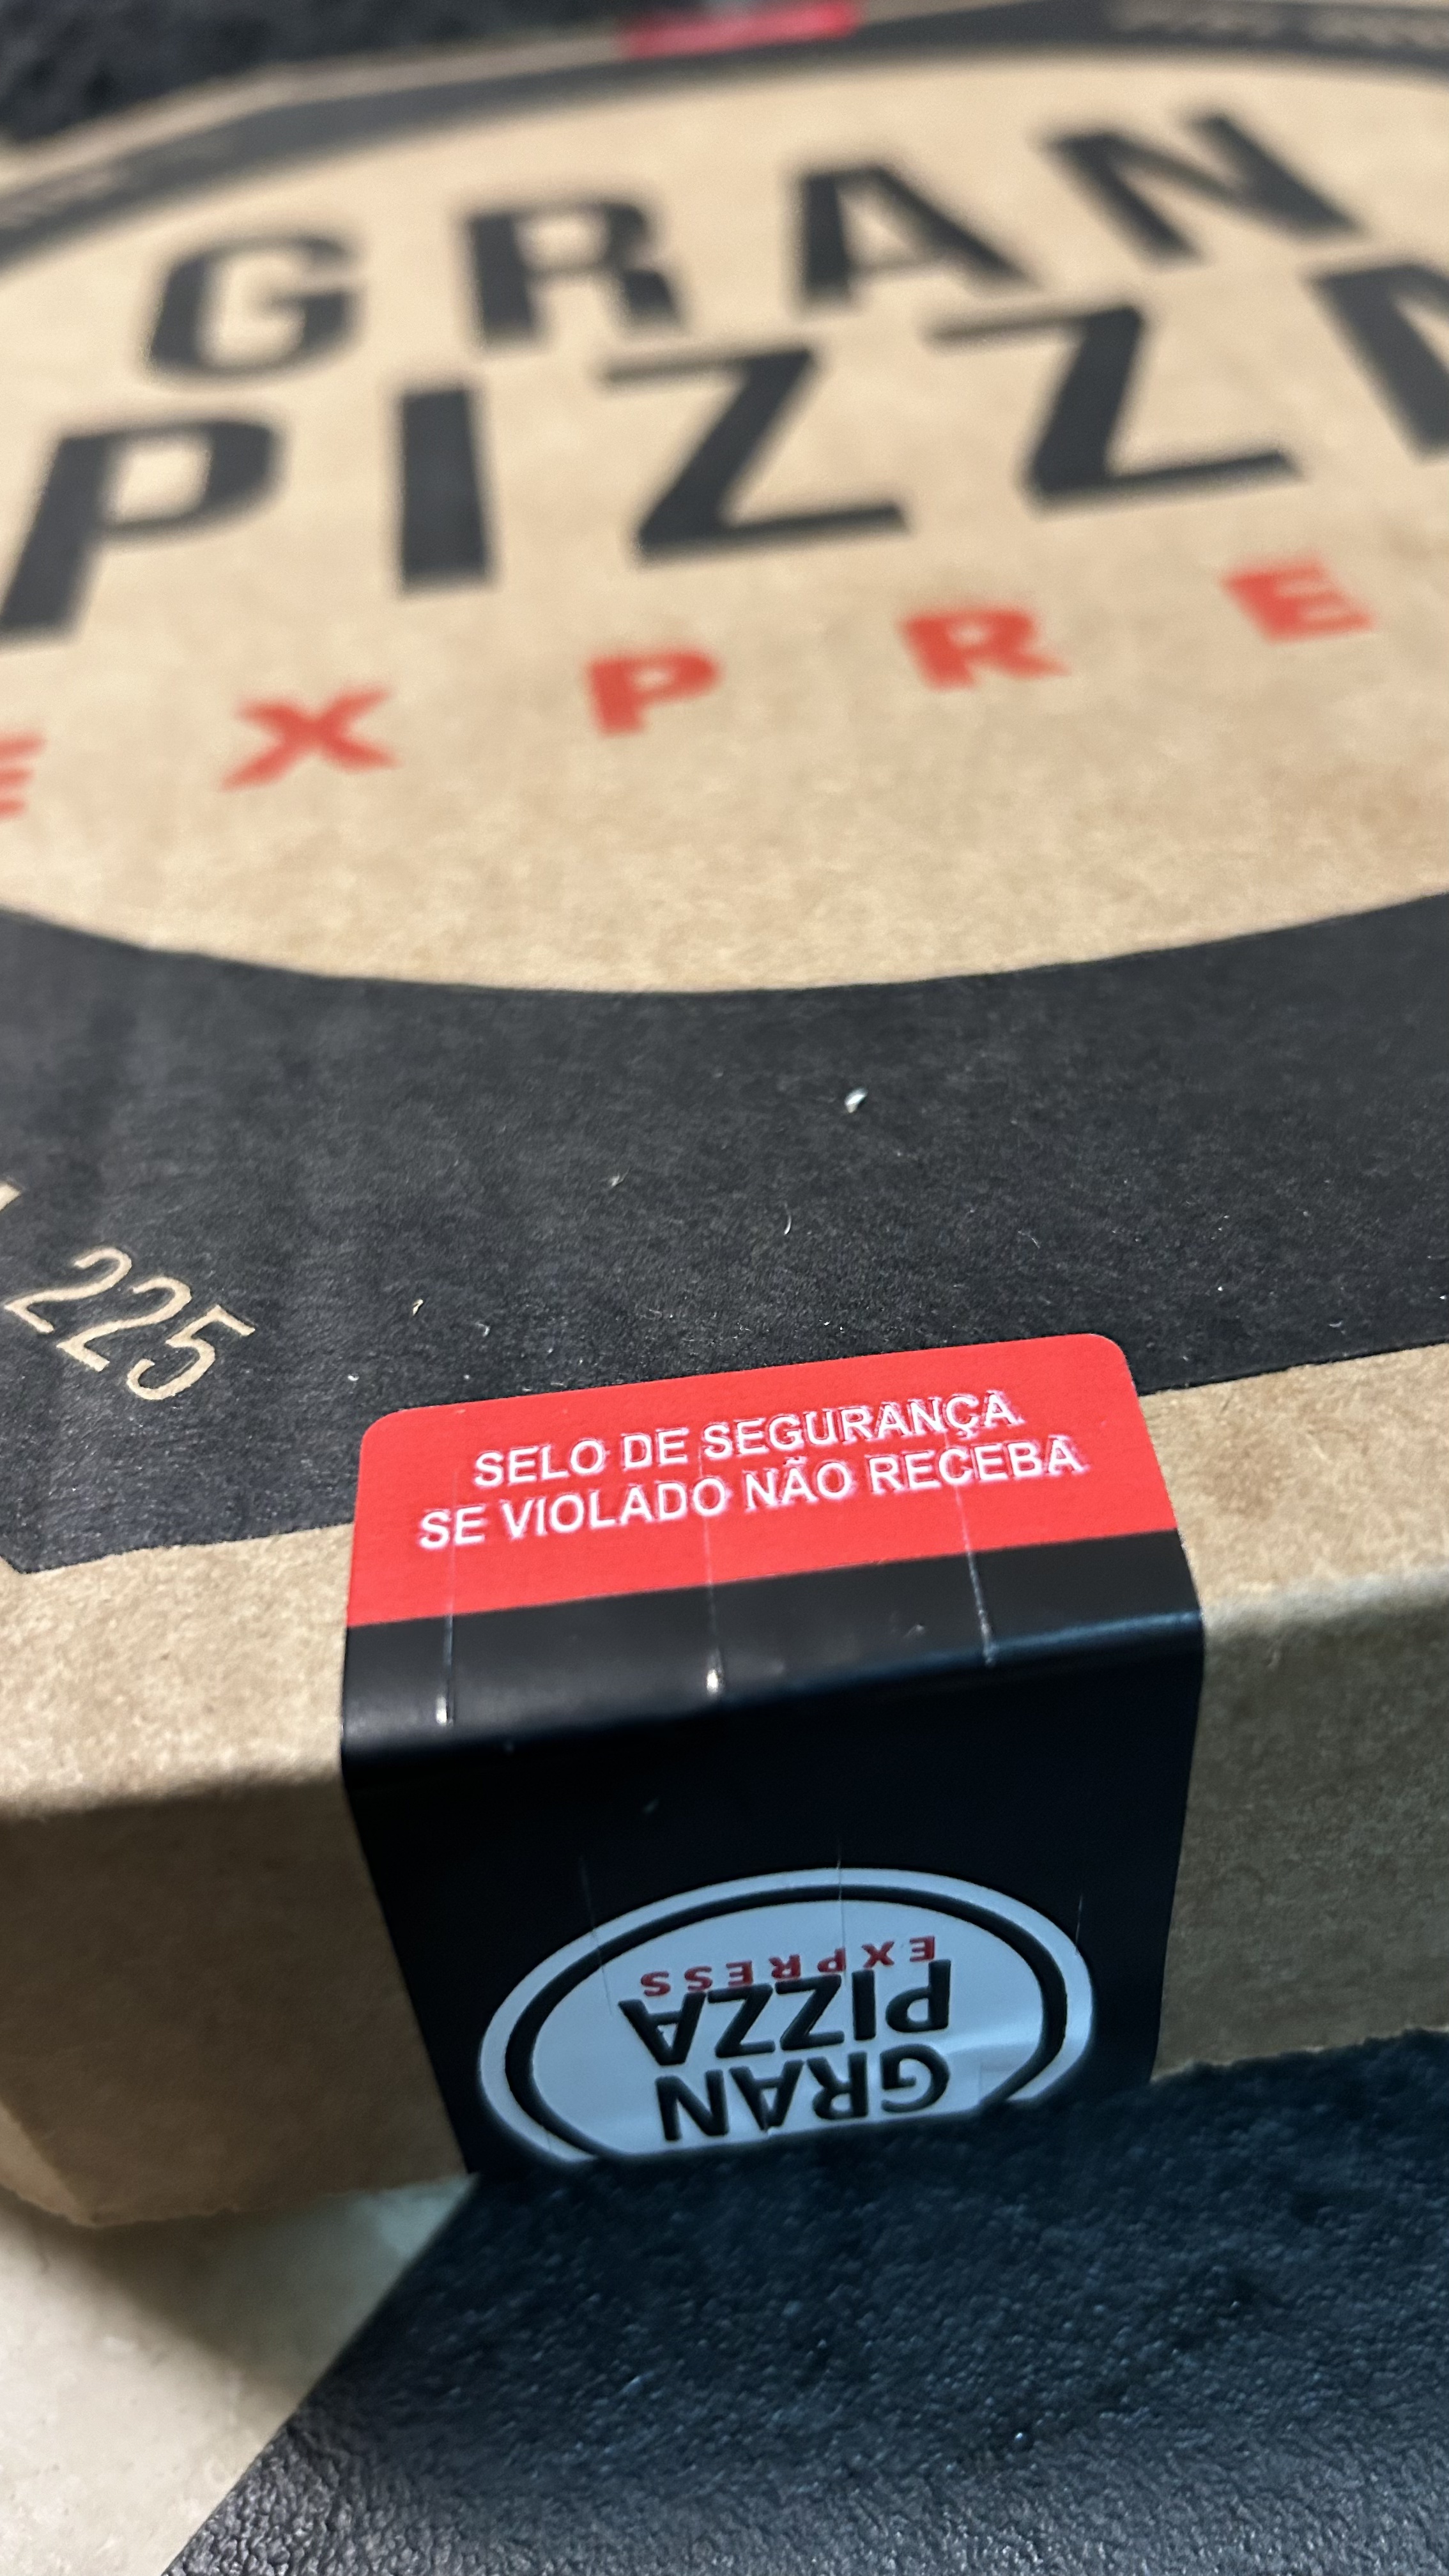 GRAN
PIZZ
EXPRE
225
SELO DE SEGURANÇA
SE VIOLADO NÃO RECEBA
GRAN
PIZZA
EXPRESS